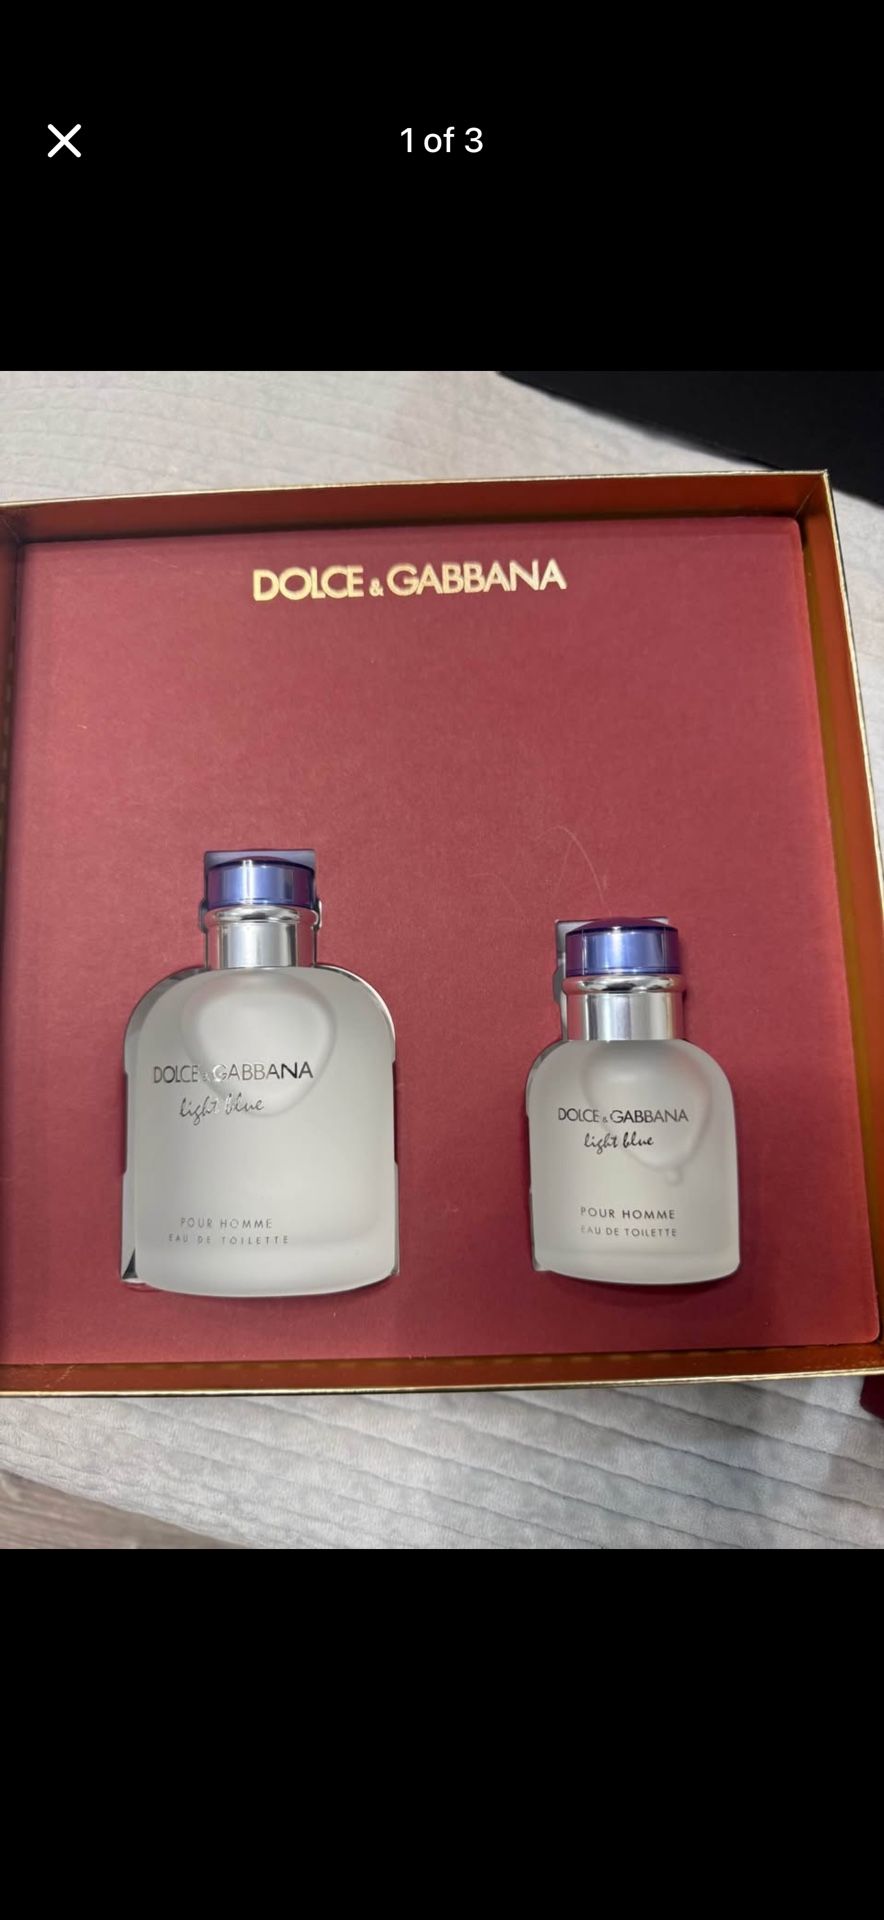 1 of 3
DOLCE & GABBANA
DOLCE & GABBANA
light blue
POUR HOMME
EAU DE TOILETTE
DOLCE & GABBANA
light blue
POUR HOMME
EAU DE TOILETTE